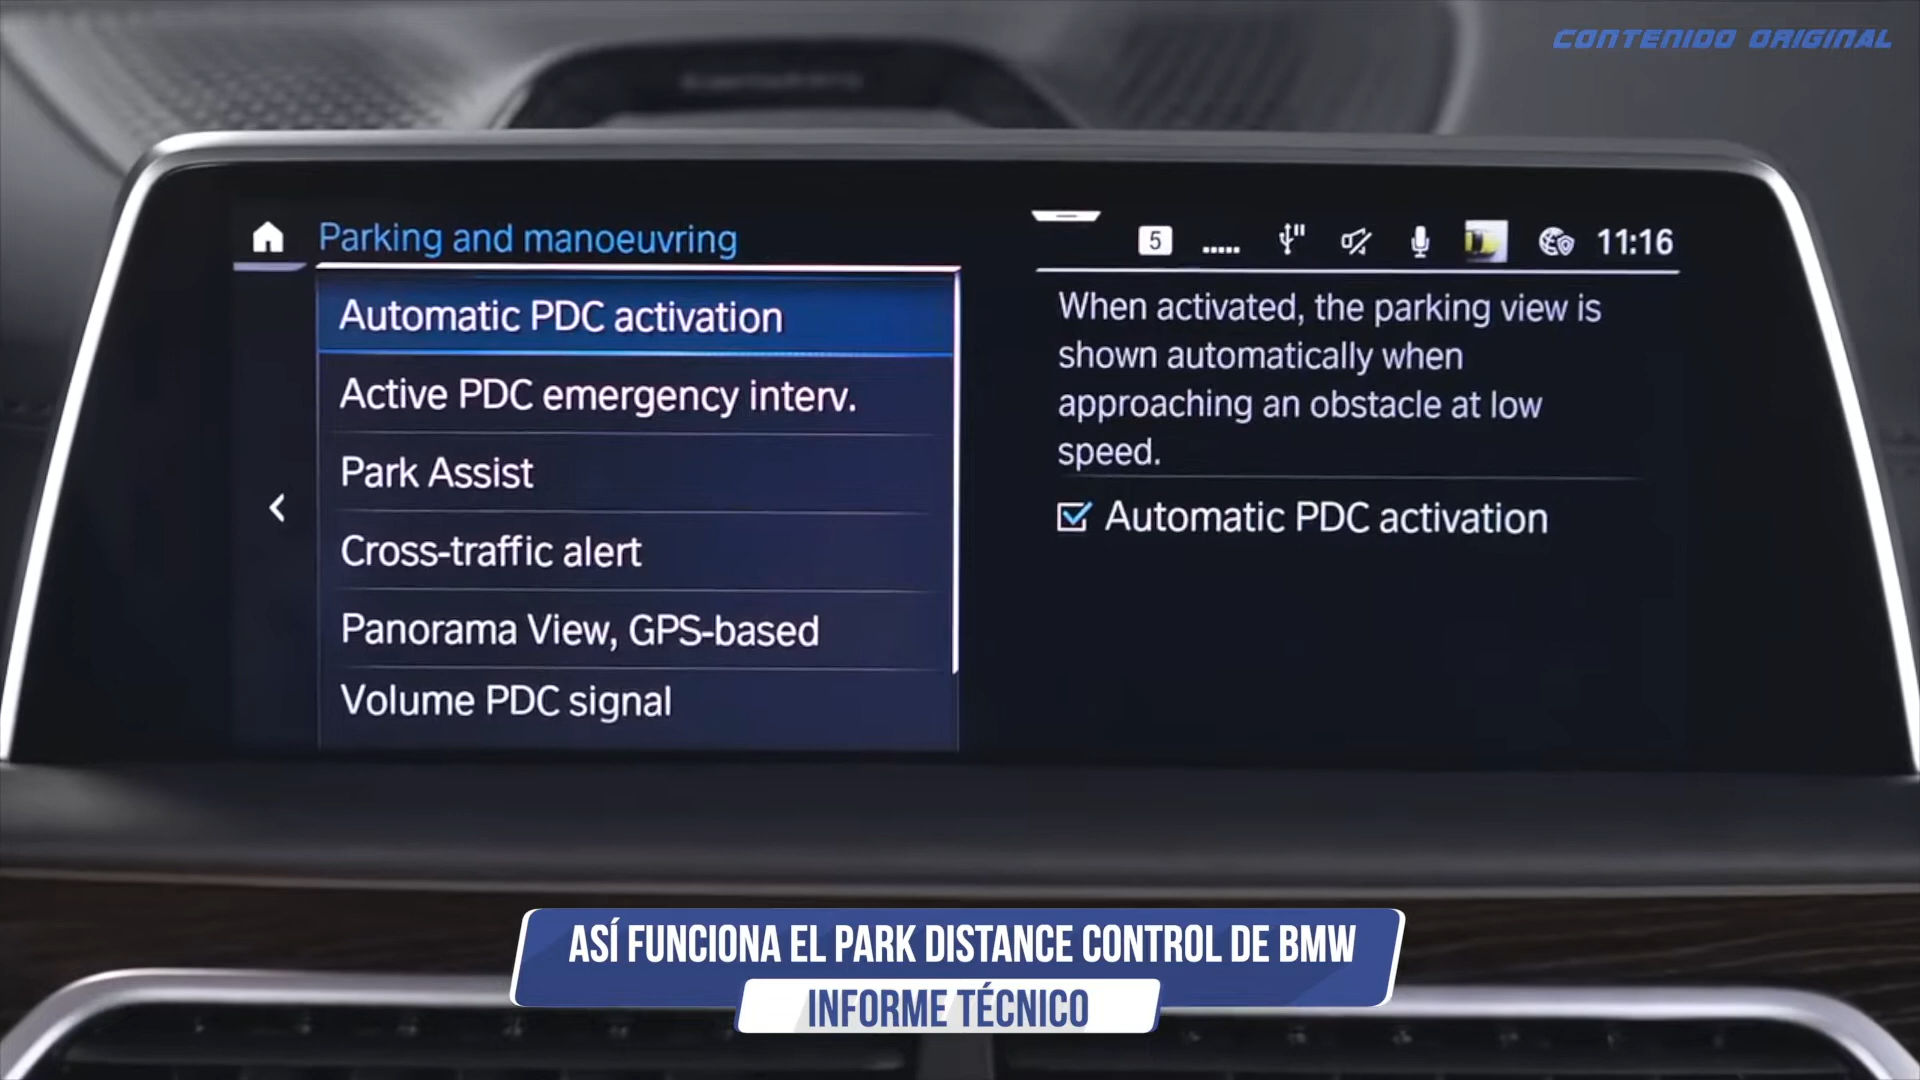 CONTENIDO ORIGINAL
Parking and manoeuvring
5
11:16
Automatic PDC activation
Active PDC emergency interv.
Park Assist
Cross-traffic alert
Panorama View, GPS-based
Volume PDC signal
When activated, the parking view is
shown automatically when
approaching an obstacle at low
speed.
Automatic PDC activation
ASÍ FUNCIONA EL PARK DISTANCE CONTROL DE BMW
INFORME TÉCNICO